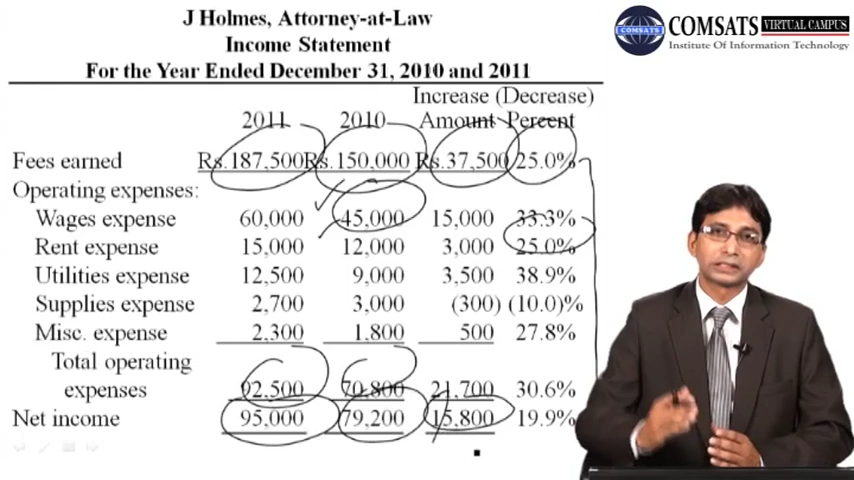 J Holmes, Attorney-at-Law
Income Statement
For the Year Ended December 31, 2010 and 2011
Increase (Decrease)
2011 2010 Amount Percent
Fees earned Rs.187,500 Rs.150,000 Rs.37,500 25.0%
Operating expenses:
Wages expense 60,000 45,000 15,000 33.3%
Rent expense 15,000 12,000 3,000 25.0%
Utilities expense 12,500 9,000 3,500 38.9%
Supplies expense 2,700 3,000 (300) (10.0)%
Misc. expense 2,300 1,800 500 27.8%
Total operating
expenses 92,500 70,800 21,700 30.6%
Net income 95,000 79,200 15,800 19.9%
COMSATS
COMSATS VIRTUAL CAMPUS
Institute Of Information Technology